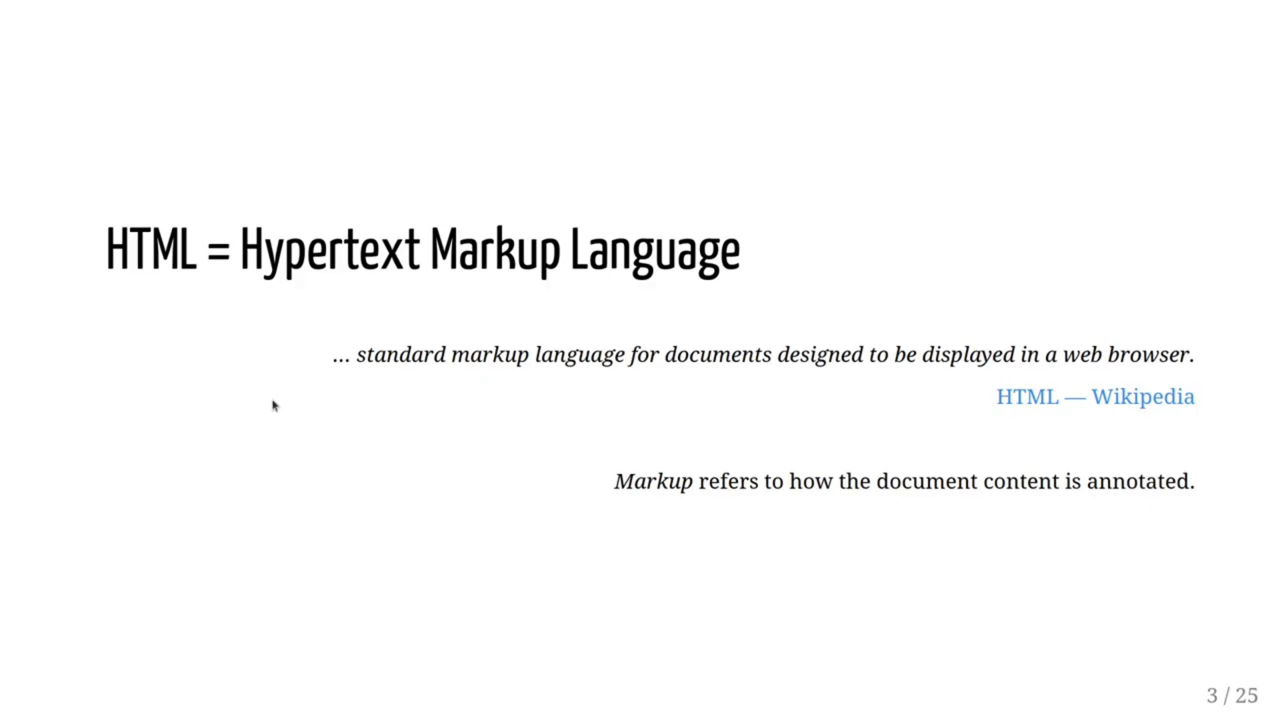 HTML = Hypertext Markup Language
... standard markup language for documents designed to be displayed in a web browser.
HTML — Wikipedia
Markup refers to how the document content is annotated.
3 / 25